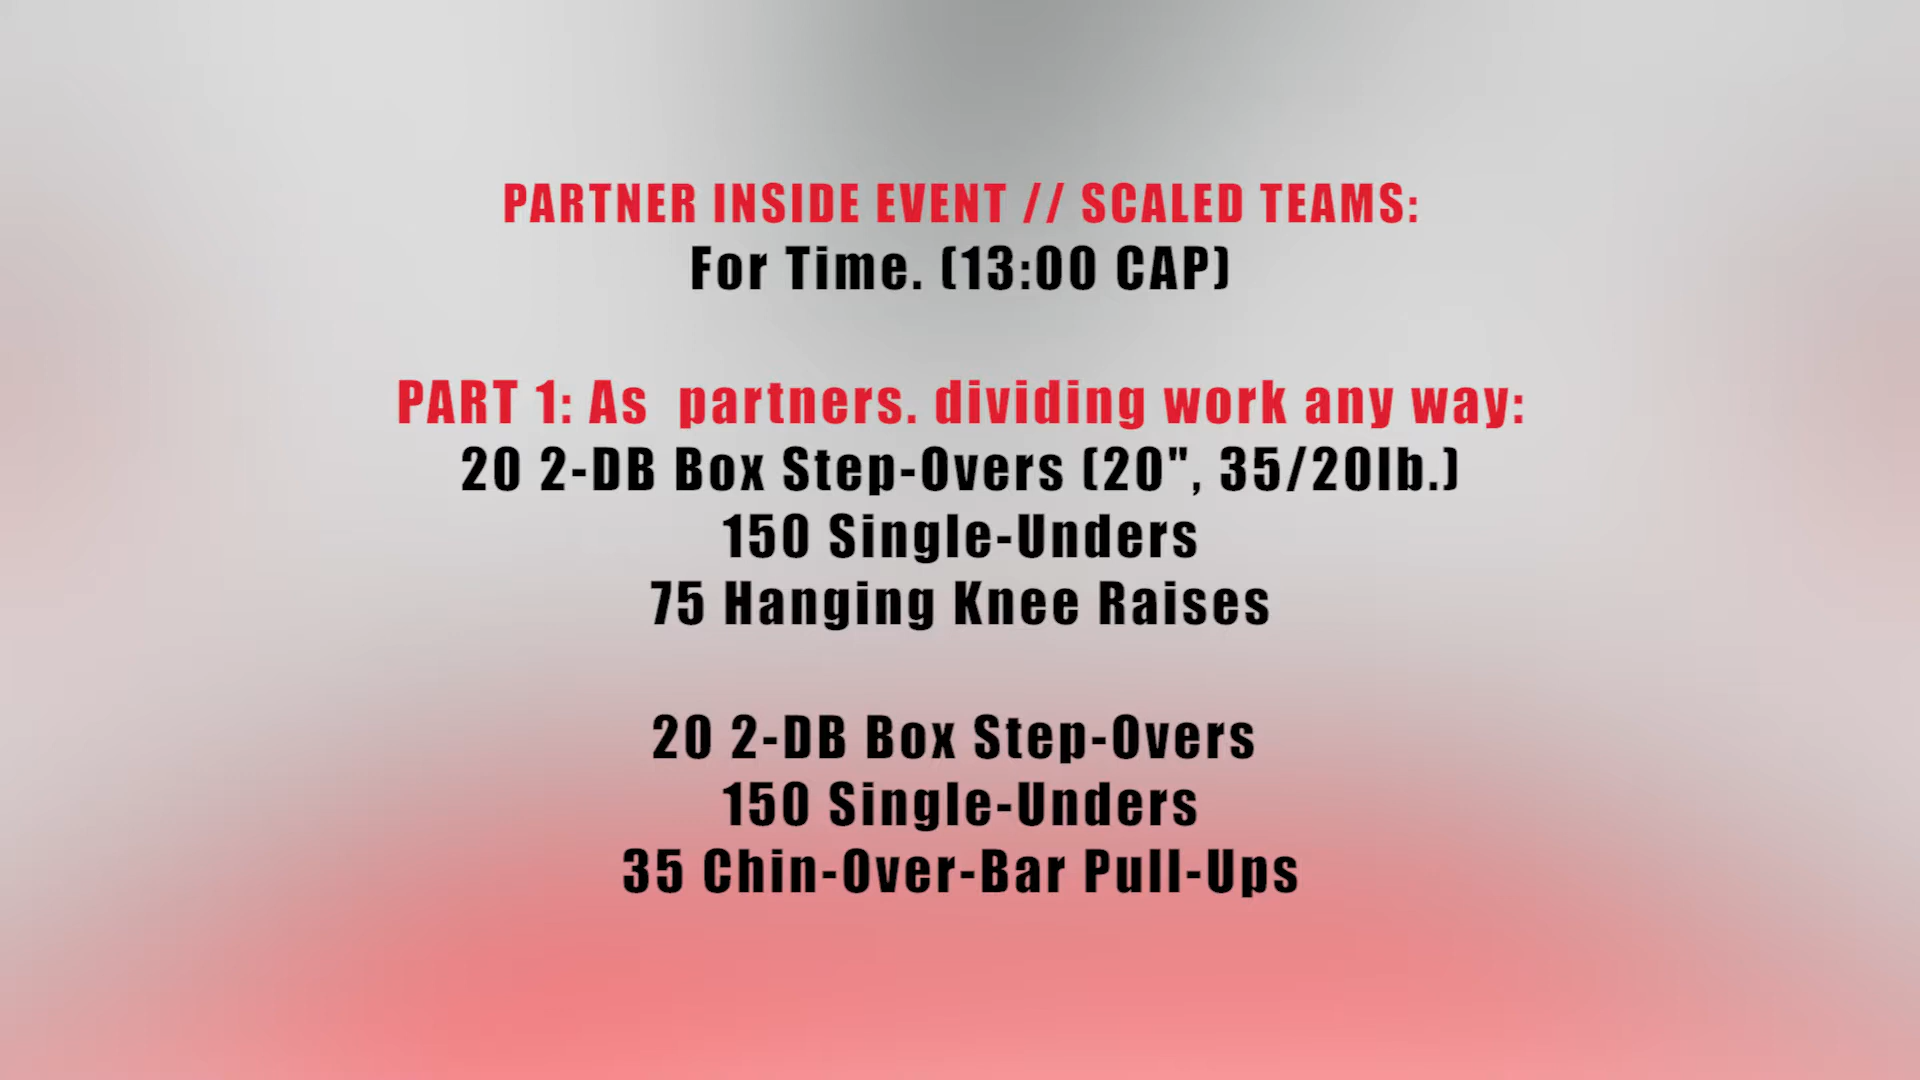 PARTNER INSIDE EVENT // SCALED TEAMS:
For Time. (13:00 CAP)
PART 1: As partners. dividing work any way:
20 2-DB Box Step-Overs (20", 35/20lb.)
150 Single-Unders
75 Hanging Knee Raises
20 2-DB Box Step-Overs
150 Single-Unders
35 Chin-Over-Bar Pull-Ups